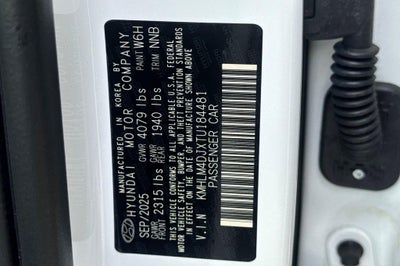 MANUFACTURED IN KOREA BY
HYUNDAI MOTOR COMPANY
SEP/2025 GVWR 4079 lbs PAINT W6H
GAWR FRONT 2315 lbs GAWR REAR 1940 lbs TRIM NNB
THIS VEHICLE CONFORMS TO ALL APPLICABLE U.S.A. FEDERAL
MOTOR VEHICLE SAFETY, BUMPER, AND THEFT PREVENTION STANDARDS
IN EFFECT ON THE DATE OF MANUFACTURE SHOWN ABOVE.
V.I.N KMHLM4DJXTU184481
PASSENGER CAR